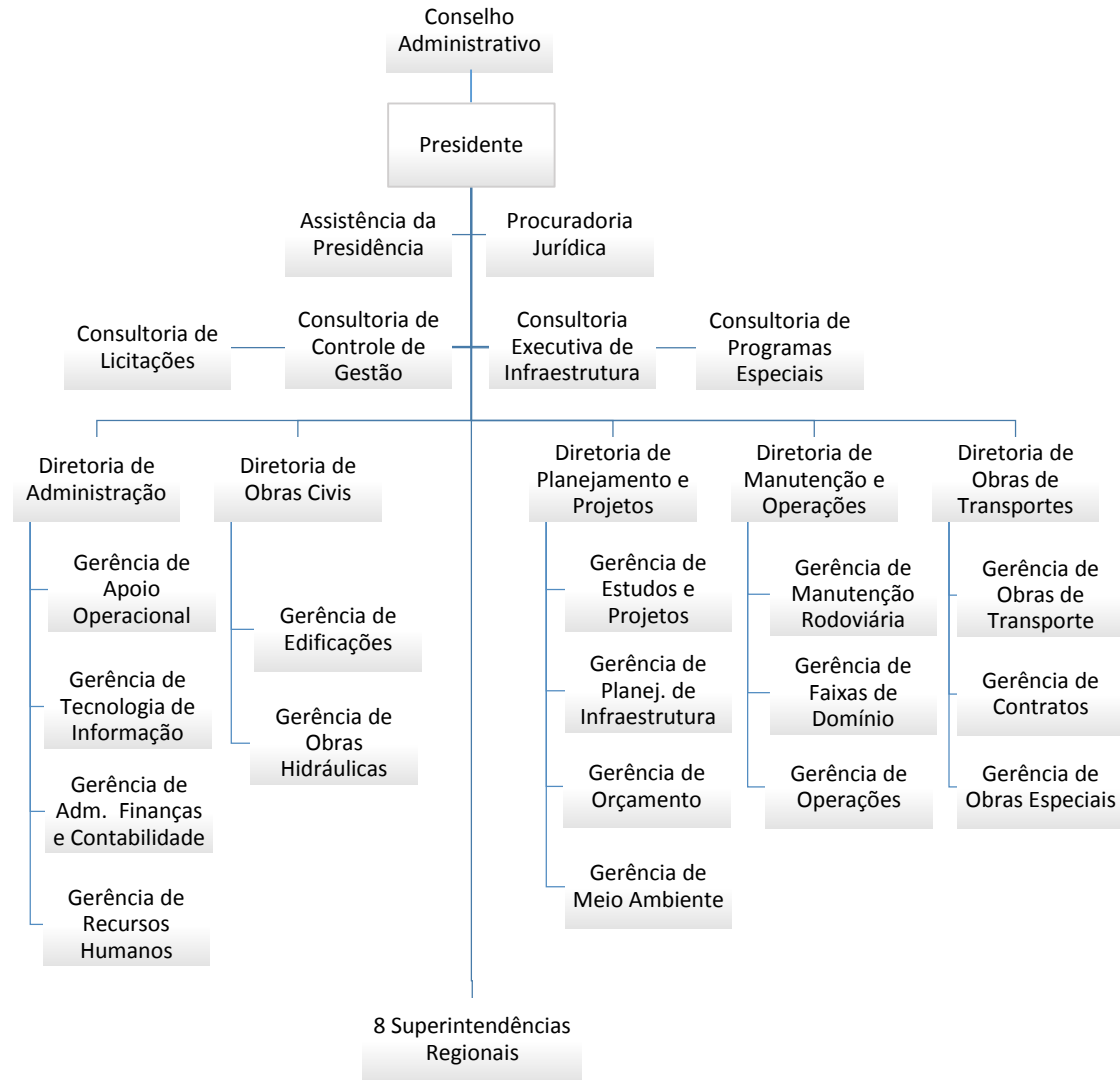 Conselho
Administrativo
Presidente
Assistência da
Presidência
Procuradoria
Jurídica
Consultoria de
Licitações
Consultoria de
Controle de
Gestão
Consultoria
Executiva de
Infraestrutura
Consultoria de
Programas
Especiais
Diretoria de
Administração
Gerência de
Apoio
Operacional
Gerência de
Tecnologia de
Informação
Gerência de
Adm. Finanças
e Contabilidade
Gerência de
Recursos
Humanos
Diretoria de
Obras Civis
Gerência de
Edificações
Gerência de
Obras
Hidráulicas
Diretoria de
Planejamento e
Projetos
Gerência de
Estudos e
Projetos
Gerência de
Planej. de
Infraestrutura
Gerência de
Orçamento
Gerência de
Meio Ambiente
Diretoria de
Manutenção e
Operações
Gerência de
Manutenção
Rodoviária
Gerência de
Faixas de
Domínio
Gerência de
Operações
Diretoria de
Obras de
Transportes
Gerência de
Obras de
Transporte
Gerência de
Contratos
Gerência de
Obras Especiais
8 Superintendências
Regionais